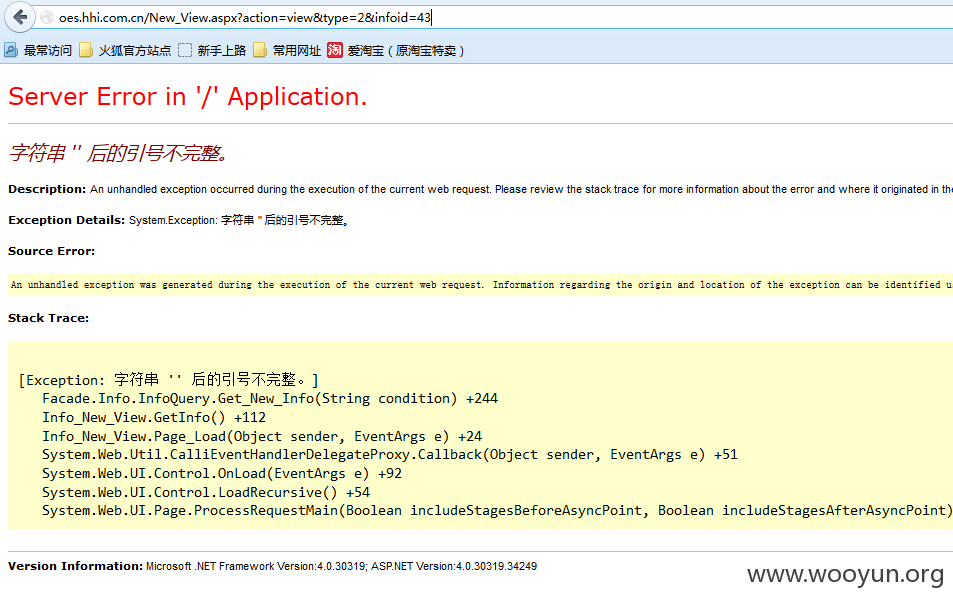 oes.hhi.com.cn/New_View.aspx?action=view&type=2&infoid=43
最常访问 火狐官方站点 新手上路 常用网址 淘 爱淘宝（原淘宝特卖）
Server Error in '/' Application.
字符串 '' 后的引号不完整。
Description: An unhandled exception occurred during the execution of the current web request. Please review the stack trace for more information about the error and where it originated in the
Exception Details: System.Exception: 字符串 '' 后的引号不完整。
Source Error:
An unhandled exception was generated during the execution of the current web request. Information regarding the origin and location of the exception can be identified u
Stack Trace:
[Exception: 字符串 '' 后的引号不完整。]
Facade.Info.InfoQuery.Get_New_Info(String condition) +244
Info_New_View.GetInfo() +112
Info_New_View.Page_Load(Object sender, EventArgs e) +24
System.Web.Util.CalliEventHandlerDelegateProxy.Callback(Object sender, EventArgs e) +51
System.Web.UI.Control.OnLoad(EventArgs e) +92
System.Web.UI.Control.LoadRecursive() +54
System.Web.UI.Page.ProcessRequestMain(Boolean includeStagesBeforeAsyncPoint, Boolean includeStagesAfterAsyncPoint)
Version Information: Microsoft .NET Framework Version:4.0.30319; ASP.NET Version:4.0.30319.34249
www.wooyun.org